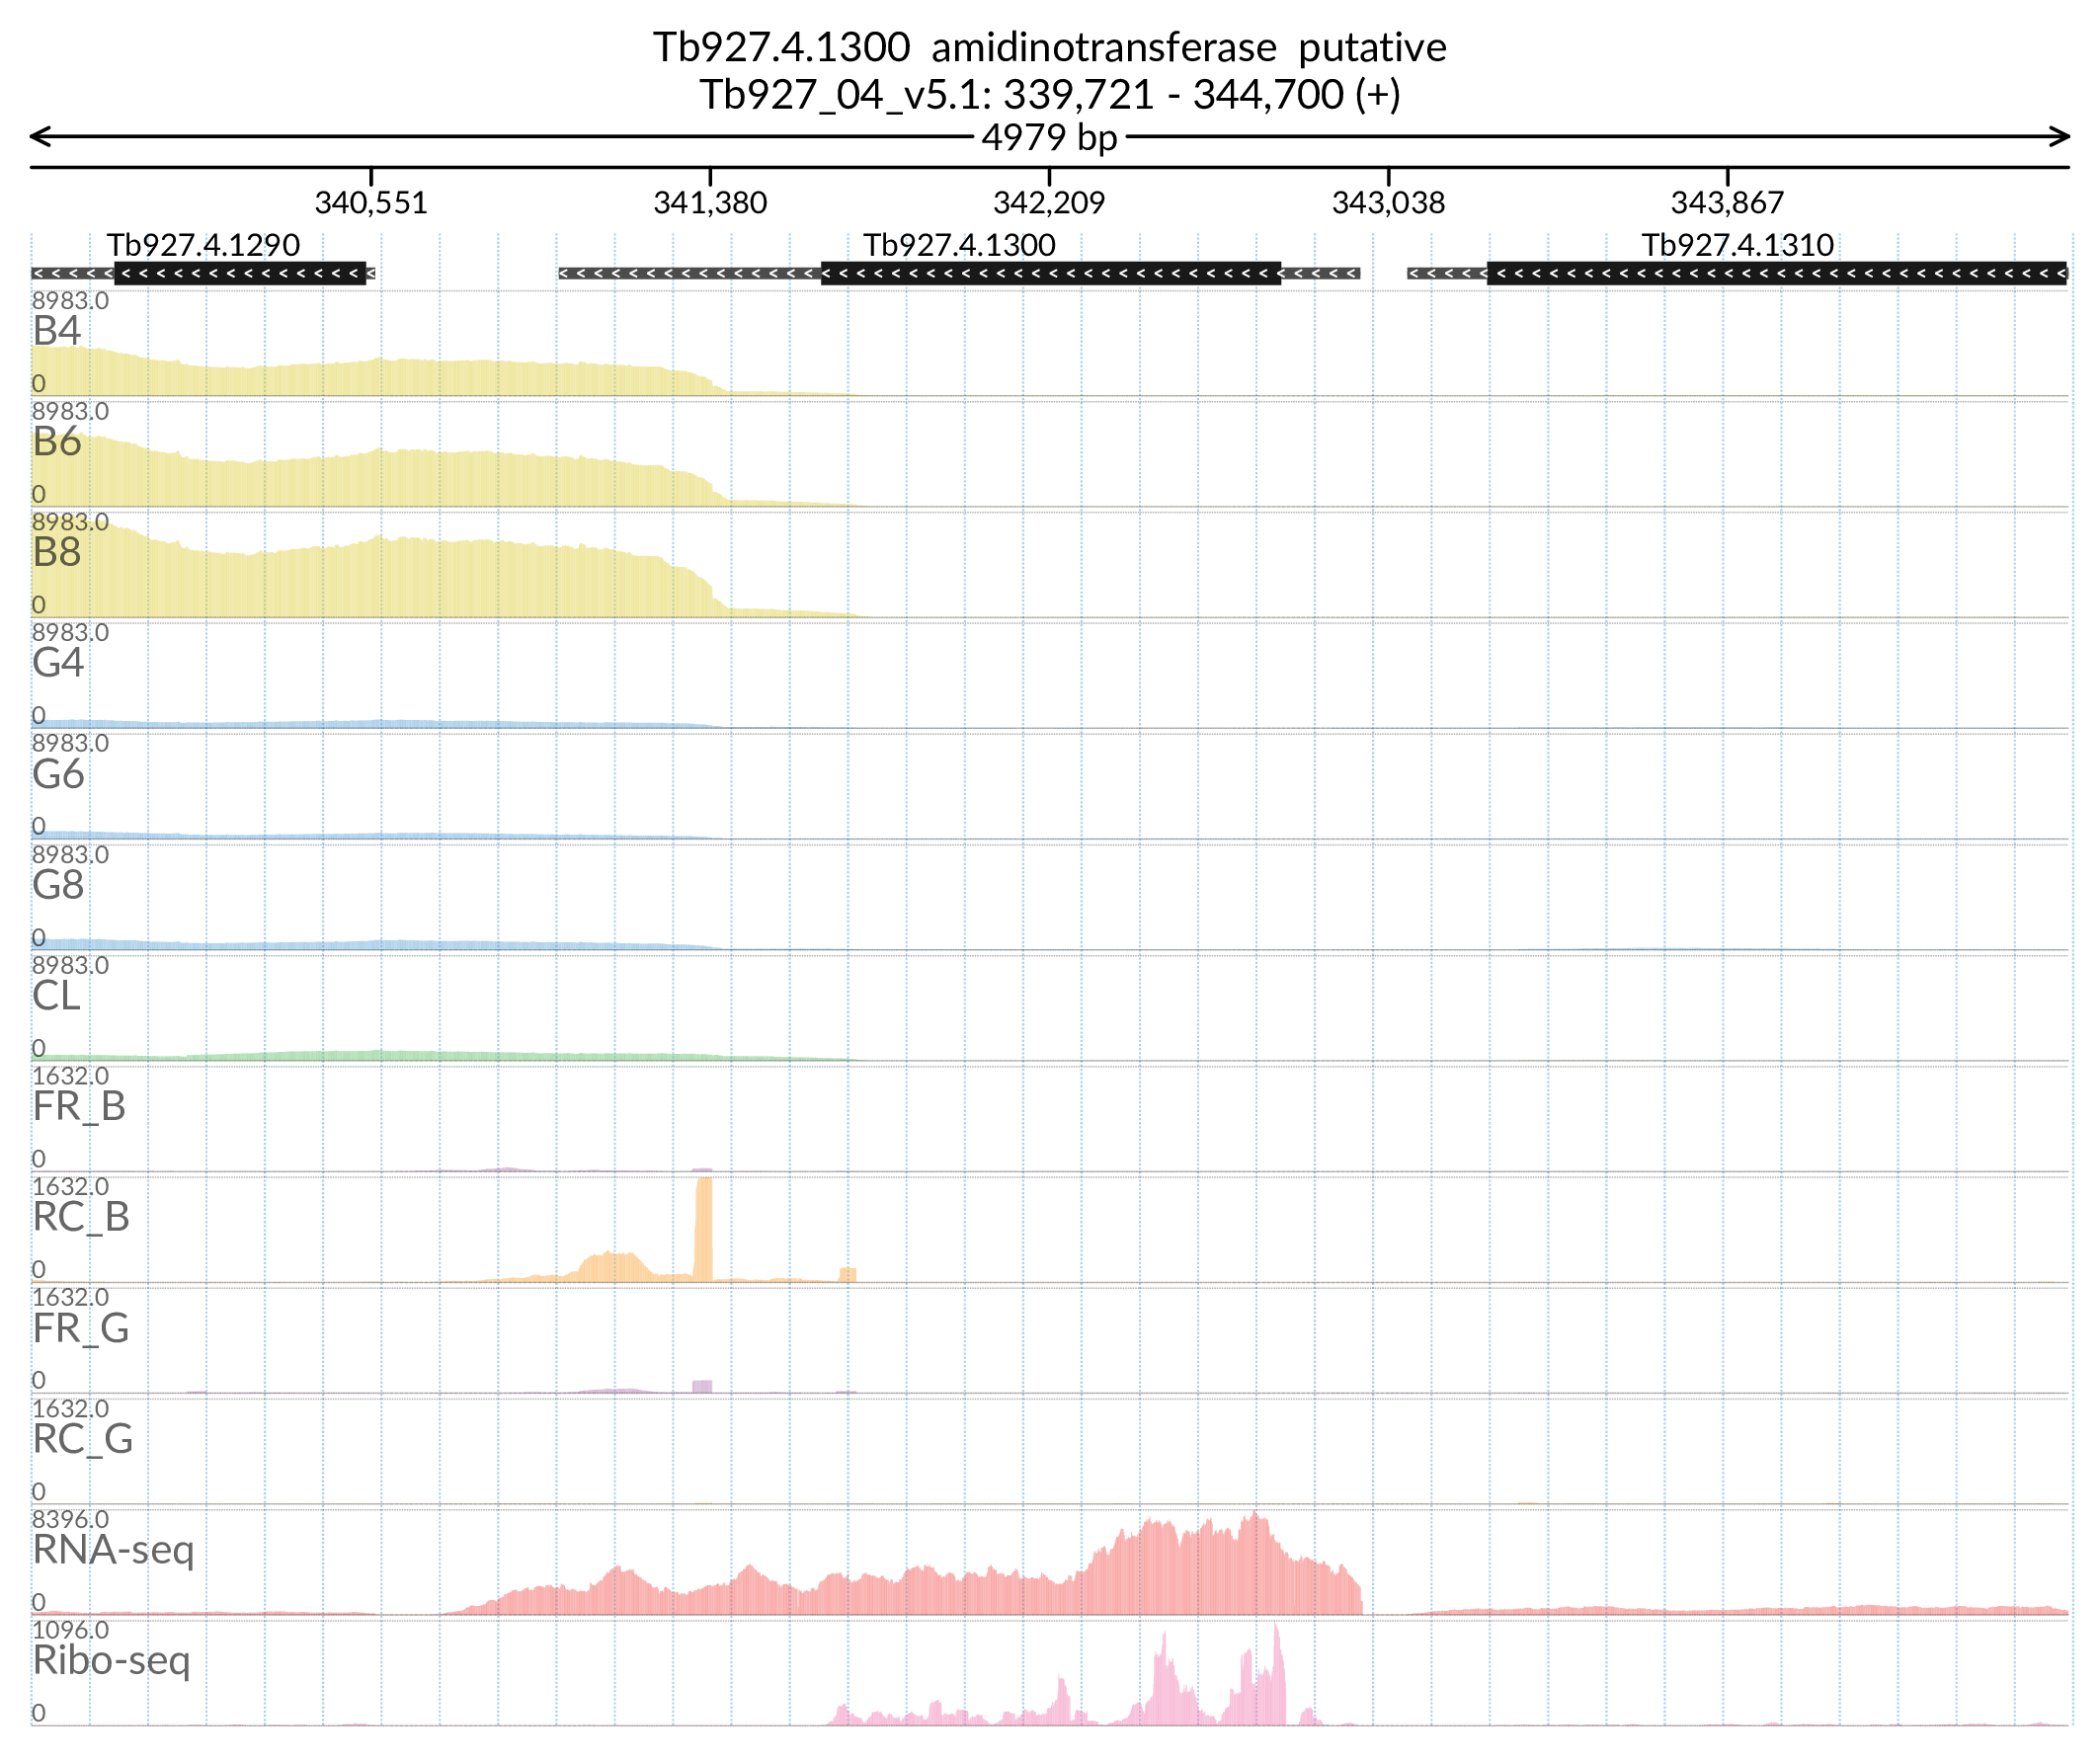 Tb927.4.1300 amidinotransferase putative
Tb927_04_v5.1: 339,721 - 344,700 (+)
4979 bp
340,551 341,380 342,209 343,038 343,867
Tb927.4.1290 Tb927.4.1300 Tb927.4.1310
8983.0
B4
0
8983.0
B6
0
8983.0
B8
0
8983.0
G4
0
8983.0
G6
0
8983.0
G8
0
8983.0
CL
0
1632.0
FR_B
0
1632.0
RC_B
0
1632.0
FR_G
0
1632.0
RC_G
0
8396.0
RNA-seq
0
1096.0
Ribo-seq
0